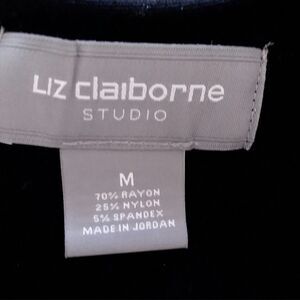 Liz claiborne
STUDIO
M
70% RAYON
25% NYLON
5% SPANDEX
MADE IN JORDAN